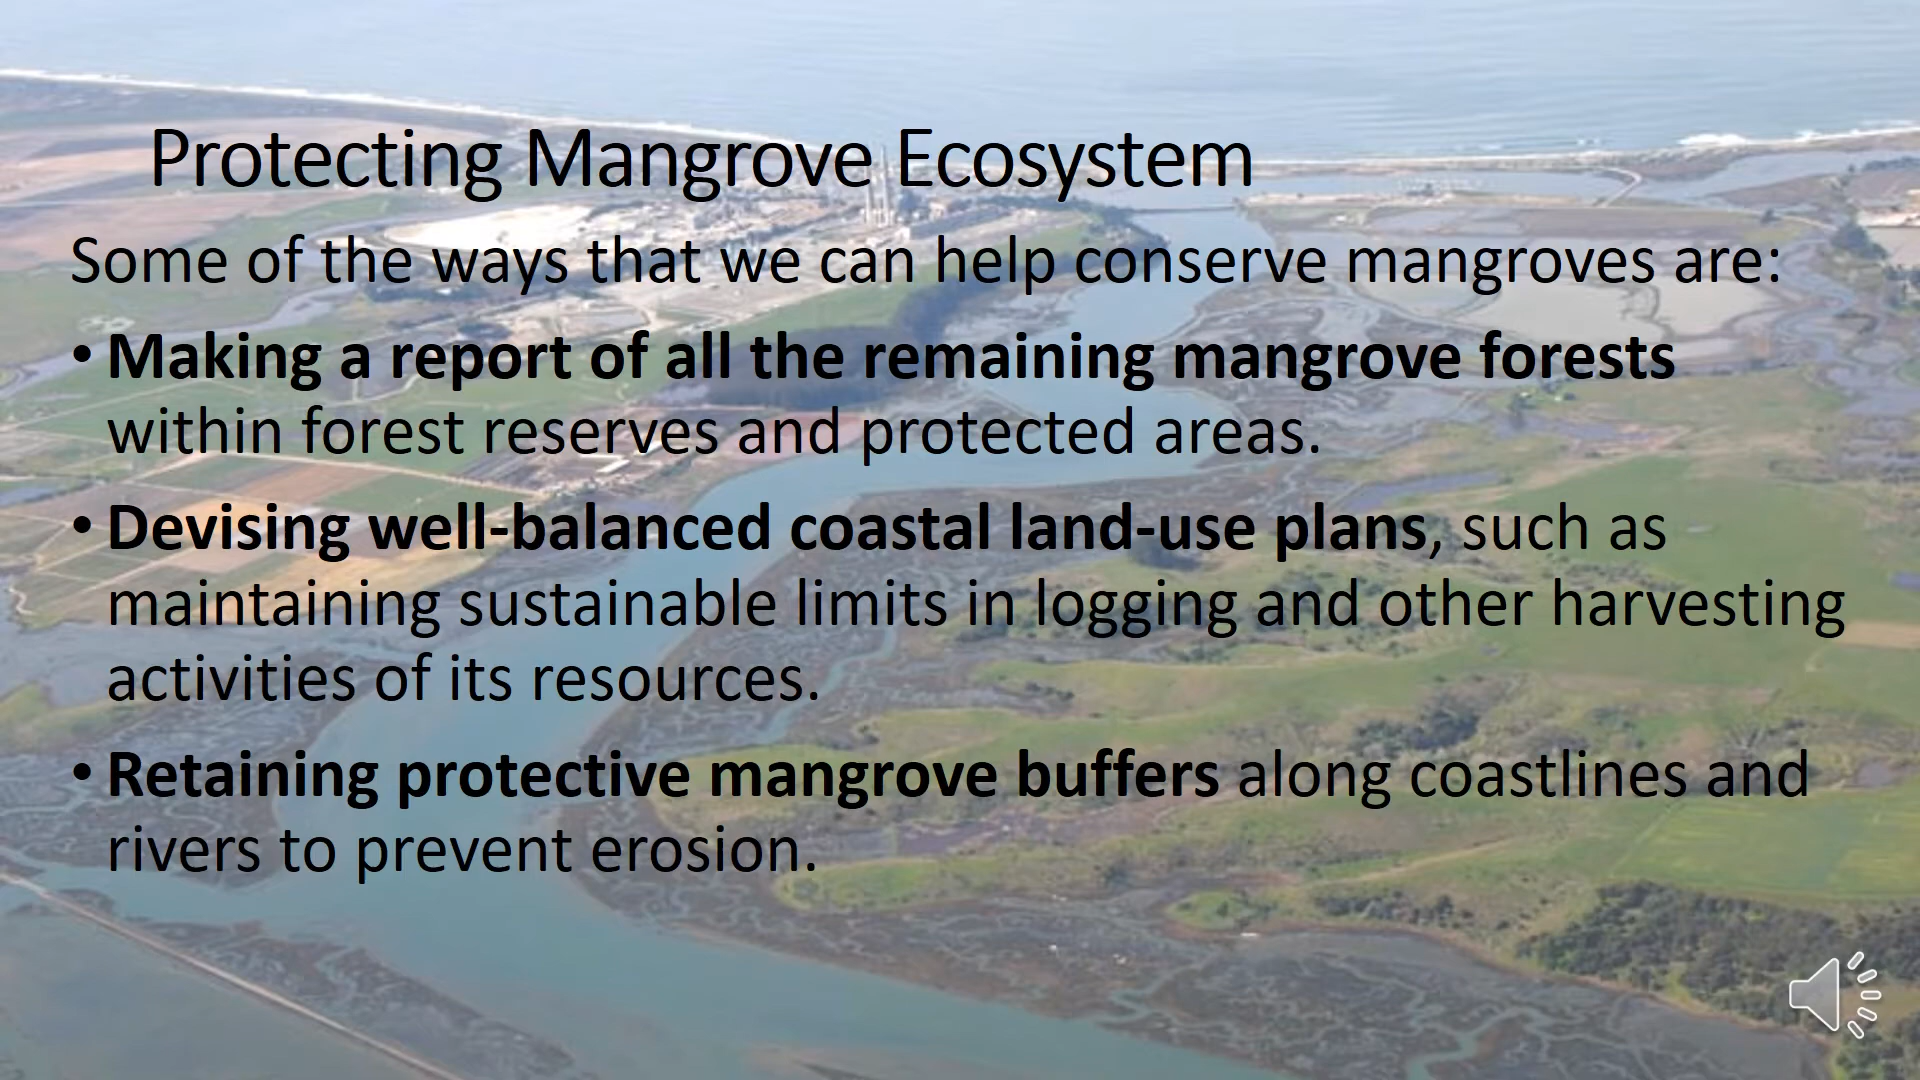 Protecting Mangrove Ecosystem
Some of the ways that we can help conserve mangroves are:
• Making a report of all the remaining mangrove forests
within forest reserves and protected areas.
• Devising well-balanced coastal land-use plans, such as
maintaining sustainable limits in logging and other harvesting
activities of its resources.
• Retaining protective mangrove buffers along coastlines and
rivers to prevent erosion.